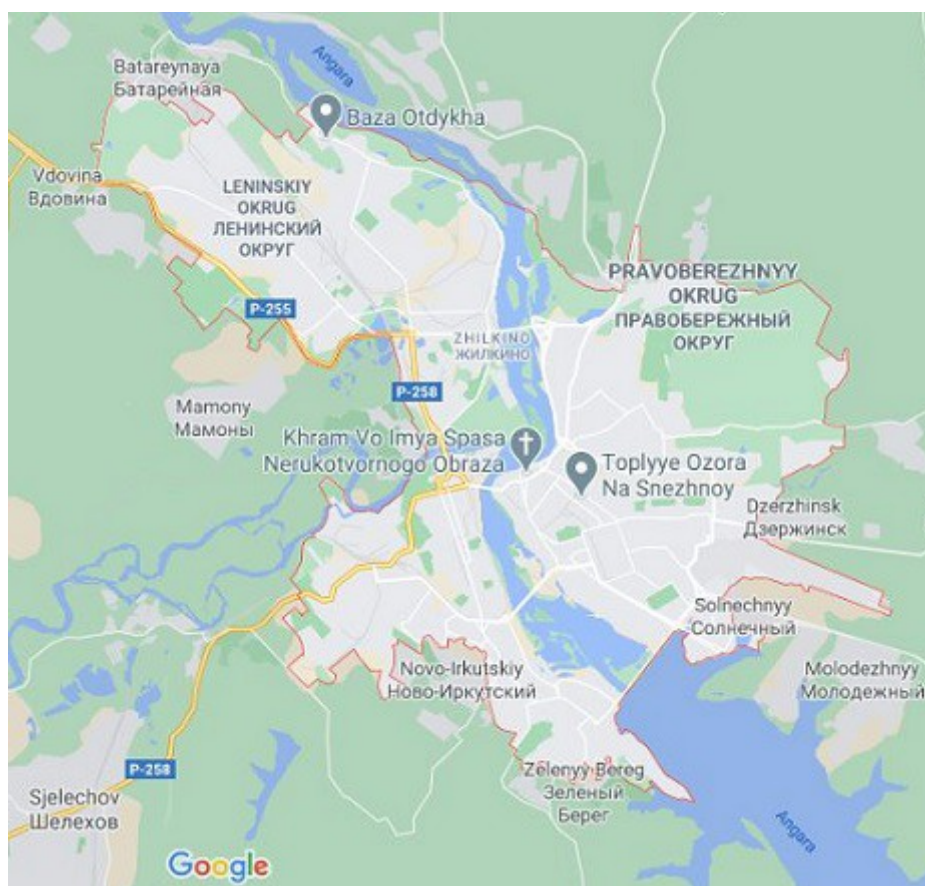 Angara
Batareynaya
Батарейная
Baza Otdykha
Vdovina
Вдовина
LENINSKIY
OKRUG
ЛЕНИНСКИЙ
ОКРУГ
PRAVOBEREZHNYY
OKRUG
ПРАВОБЕРЕЖНЫЙ
ОКРУГ
P-255
ZHILKINO
ЖИЛКИНО
P-258
Mamony
Мамоны
Khram Vo Imya Spasa
Nerukotvornogo Obraza
Toplyye Ozora
Na Snezhnoy
Dzerzhinsk
Дзержинск
Solnechnyy
Солнечный
Novo-Irkutskiy
Ново-Иркутский
Molodezhnyy
Молодежный
P-258
Zelenyy Bereg
Зеленый
Берег
Sjelechov
Шелехов
Angara
Google